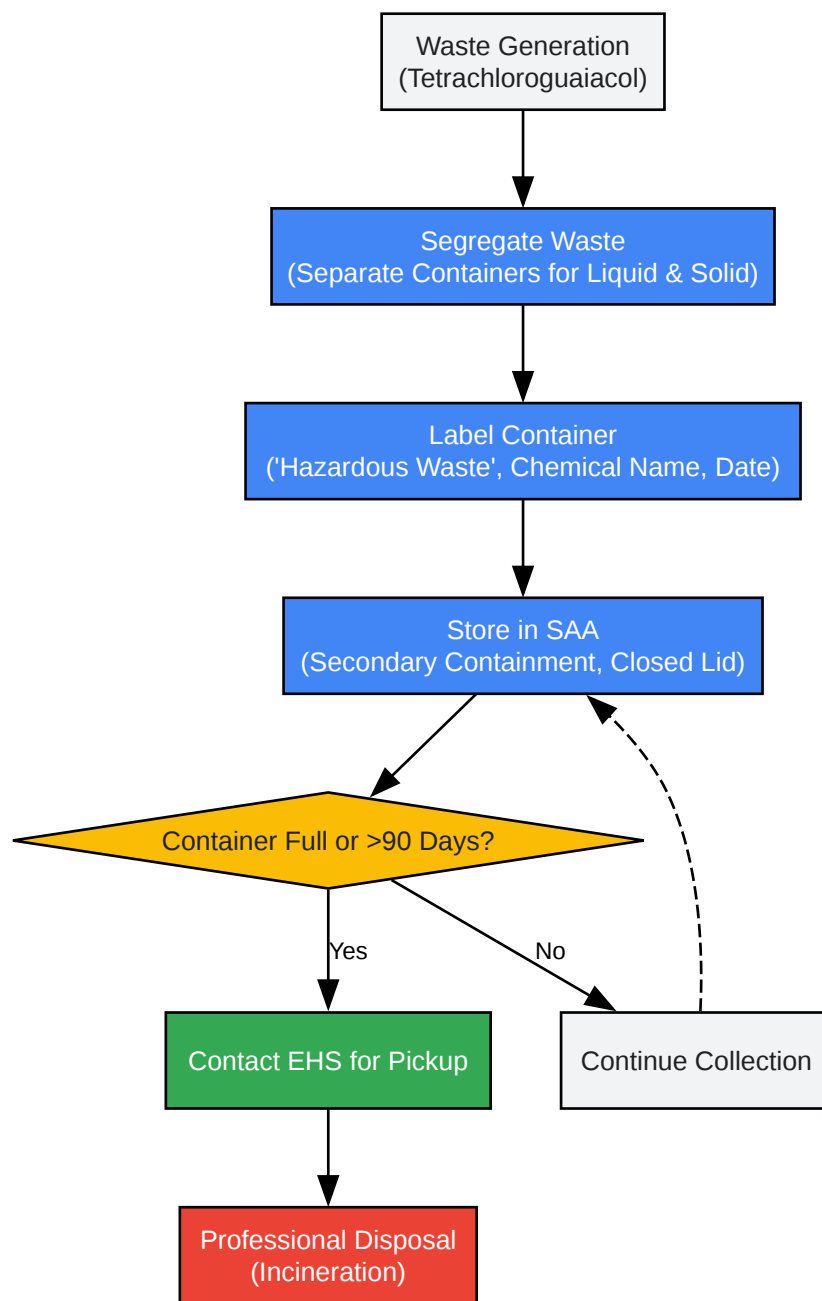 Waste Generation
(Tetrachloroguaiacol)
Segregate Waste
(Separate Containers for Liquid & Solid)
Label Container
('Hazardous Waste', Chemical Name, Date)
Store in SAA
(Secondary Containment, Closed Lid)
Container Full or >90 Days?
Yes
No
Contact EHS for Pickup
Continue Collection
Professional Disposal
(Incineration)